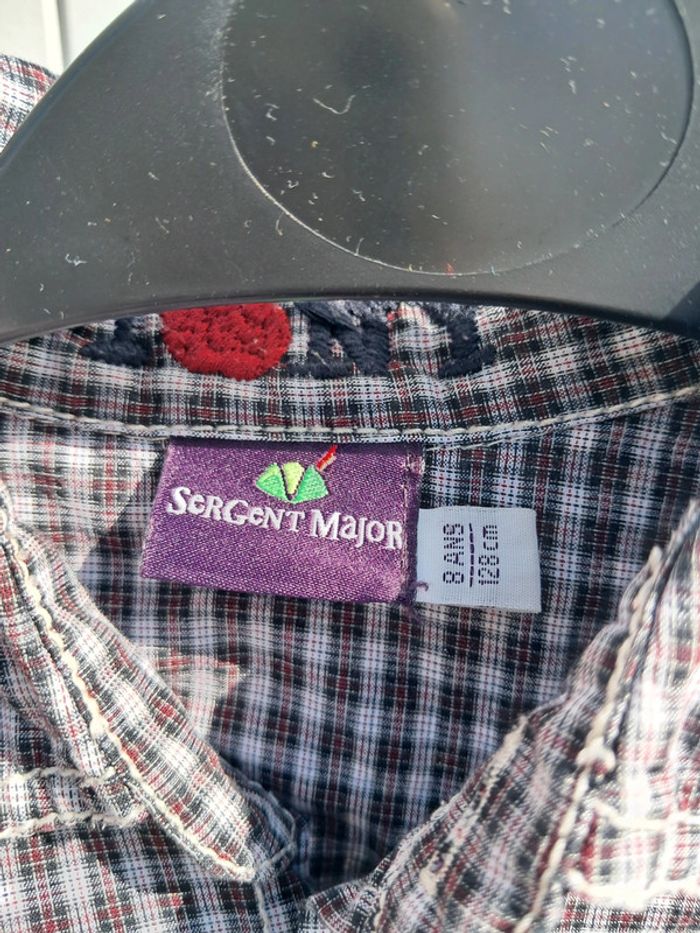 SerGeNT MajoR
8 ANS
128 cm